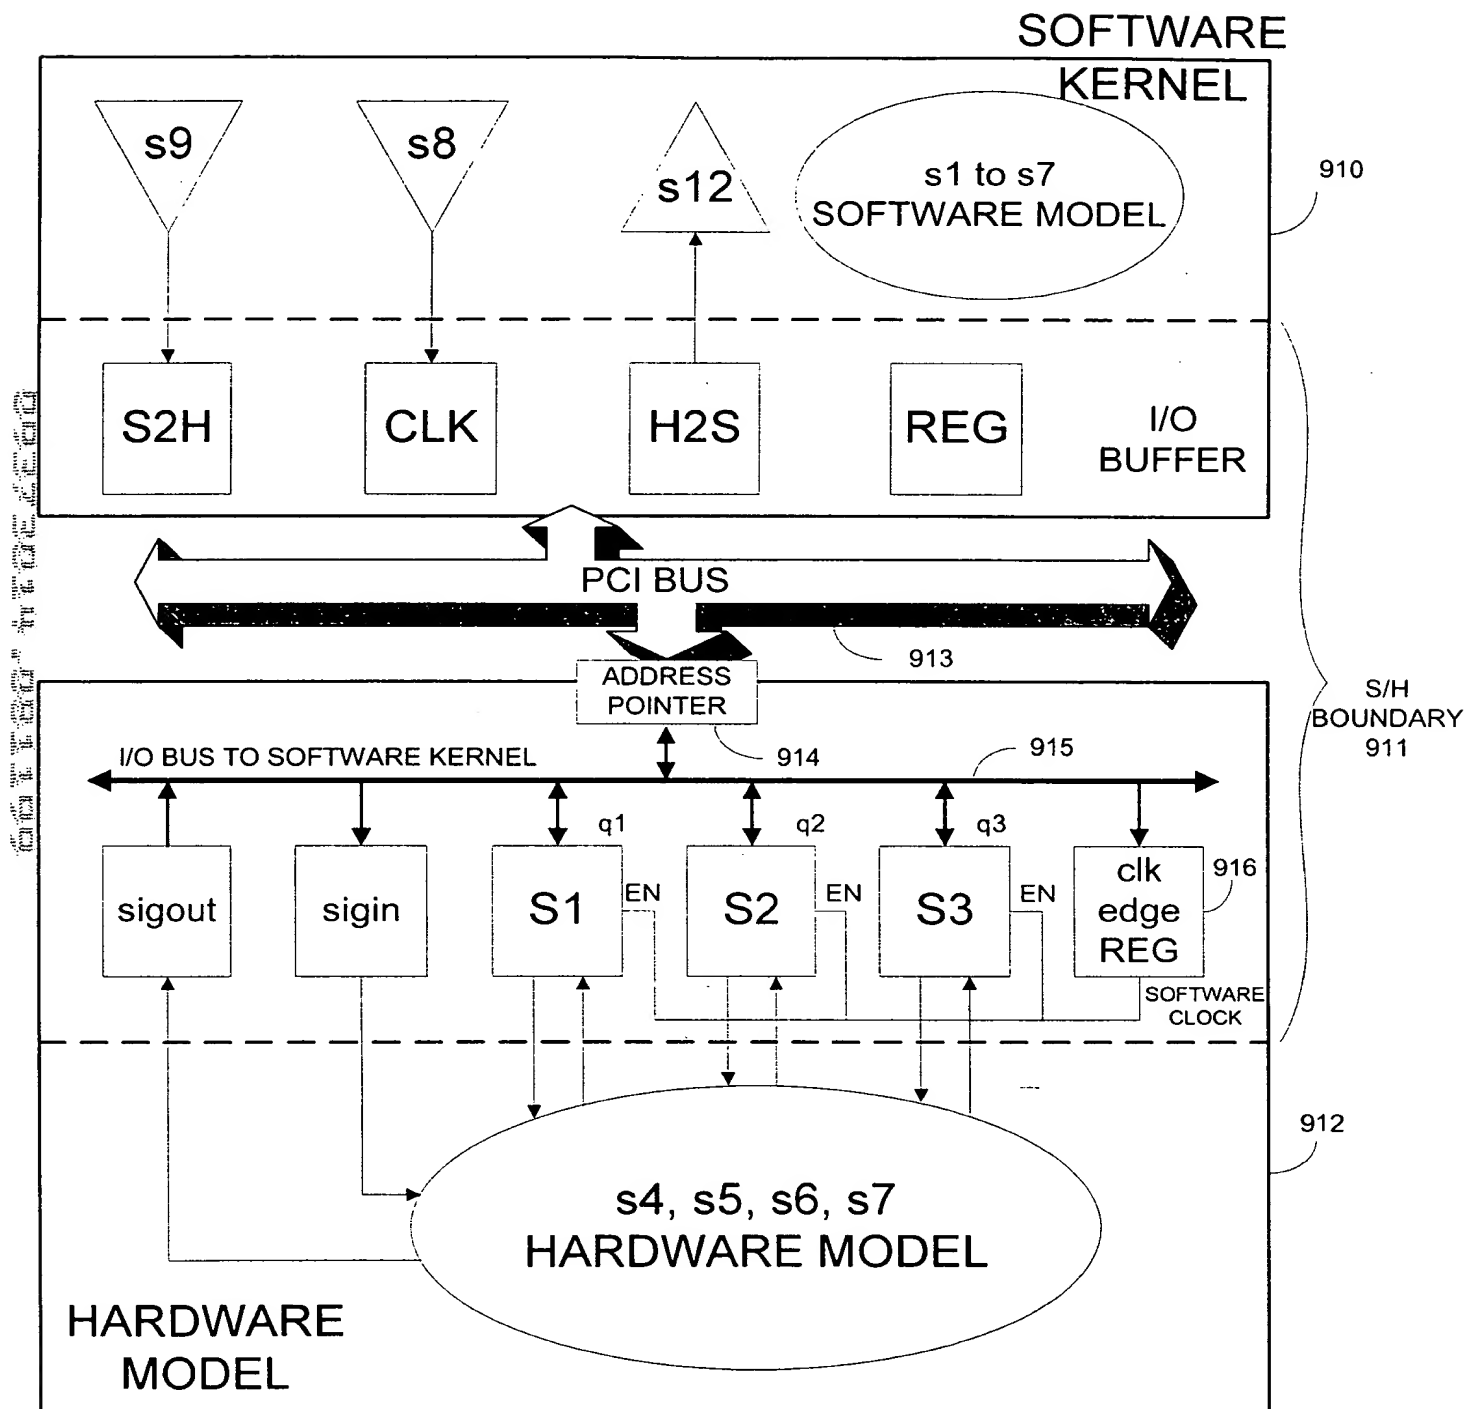 SOFTWARE
KERNEL
s9
s8
s12
s1 to s7
SOFTWARE MODEL
910
S2H
CLK
H2S
REG
I/O
BUFFER
PCI BUS
913
ADDRESS
POINTER
914
S/H
BOUNDARY
911
I/O BUS TO SOFTWARE KERNEL
915
q1
q2
q3
sigout
sigin
S1
EN
S2
EN
S3
EN
clk
edge
REG
916
SOFTWARE
CLOCK
912
s4, s5, s6, s7
HARDWARE MODEL
HARDWARE
MODEL